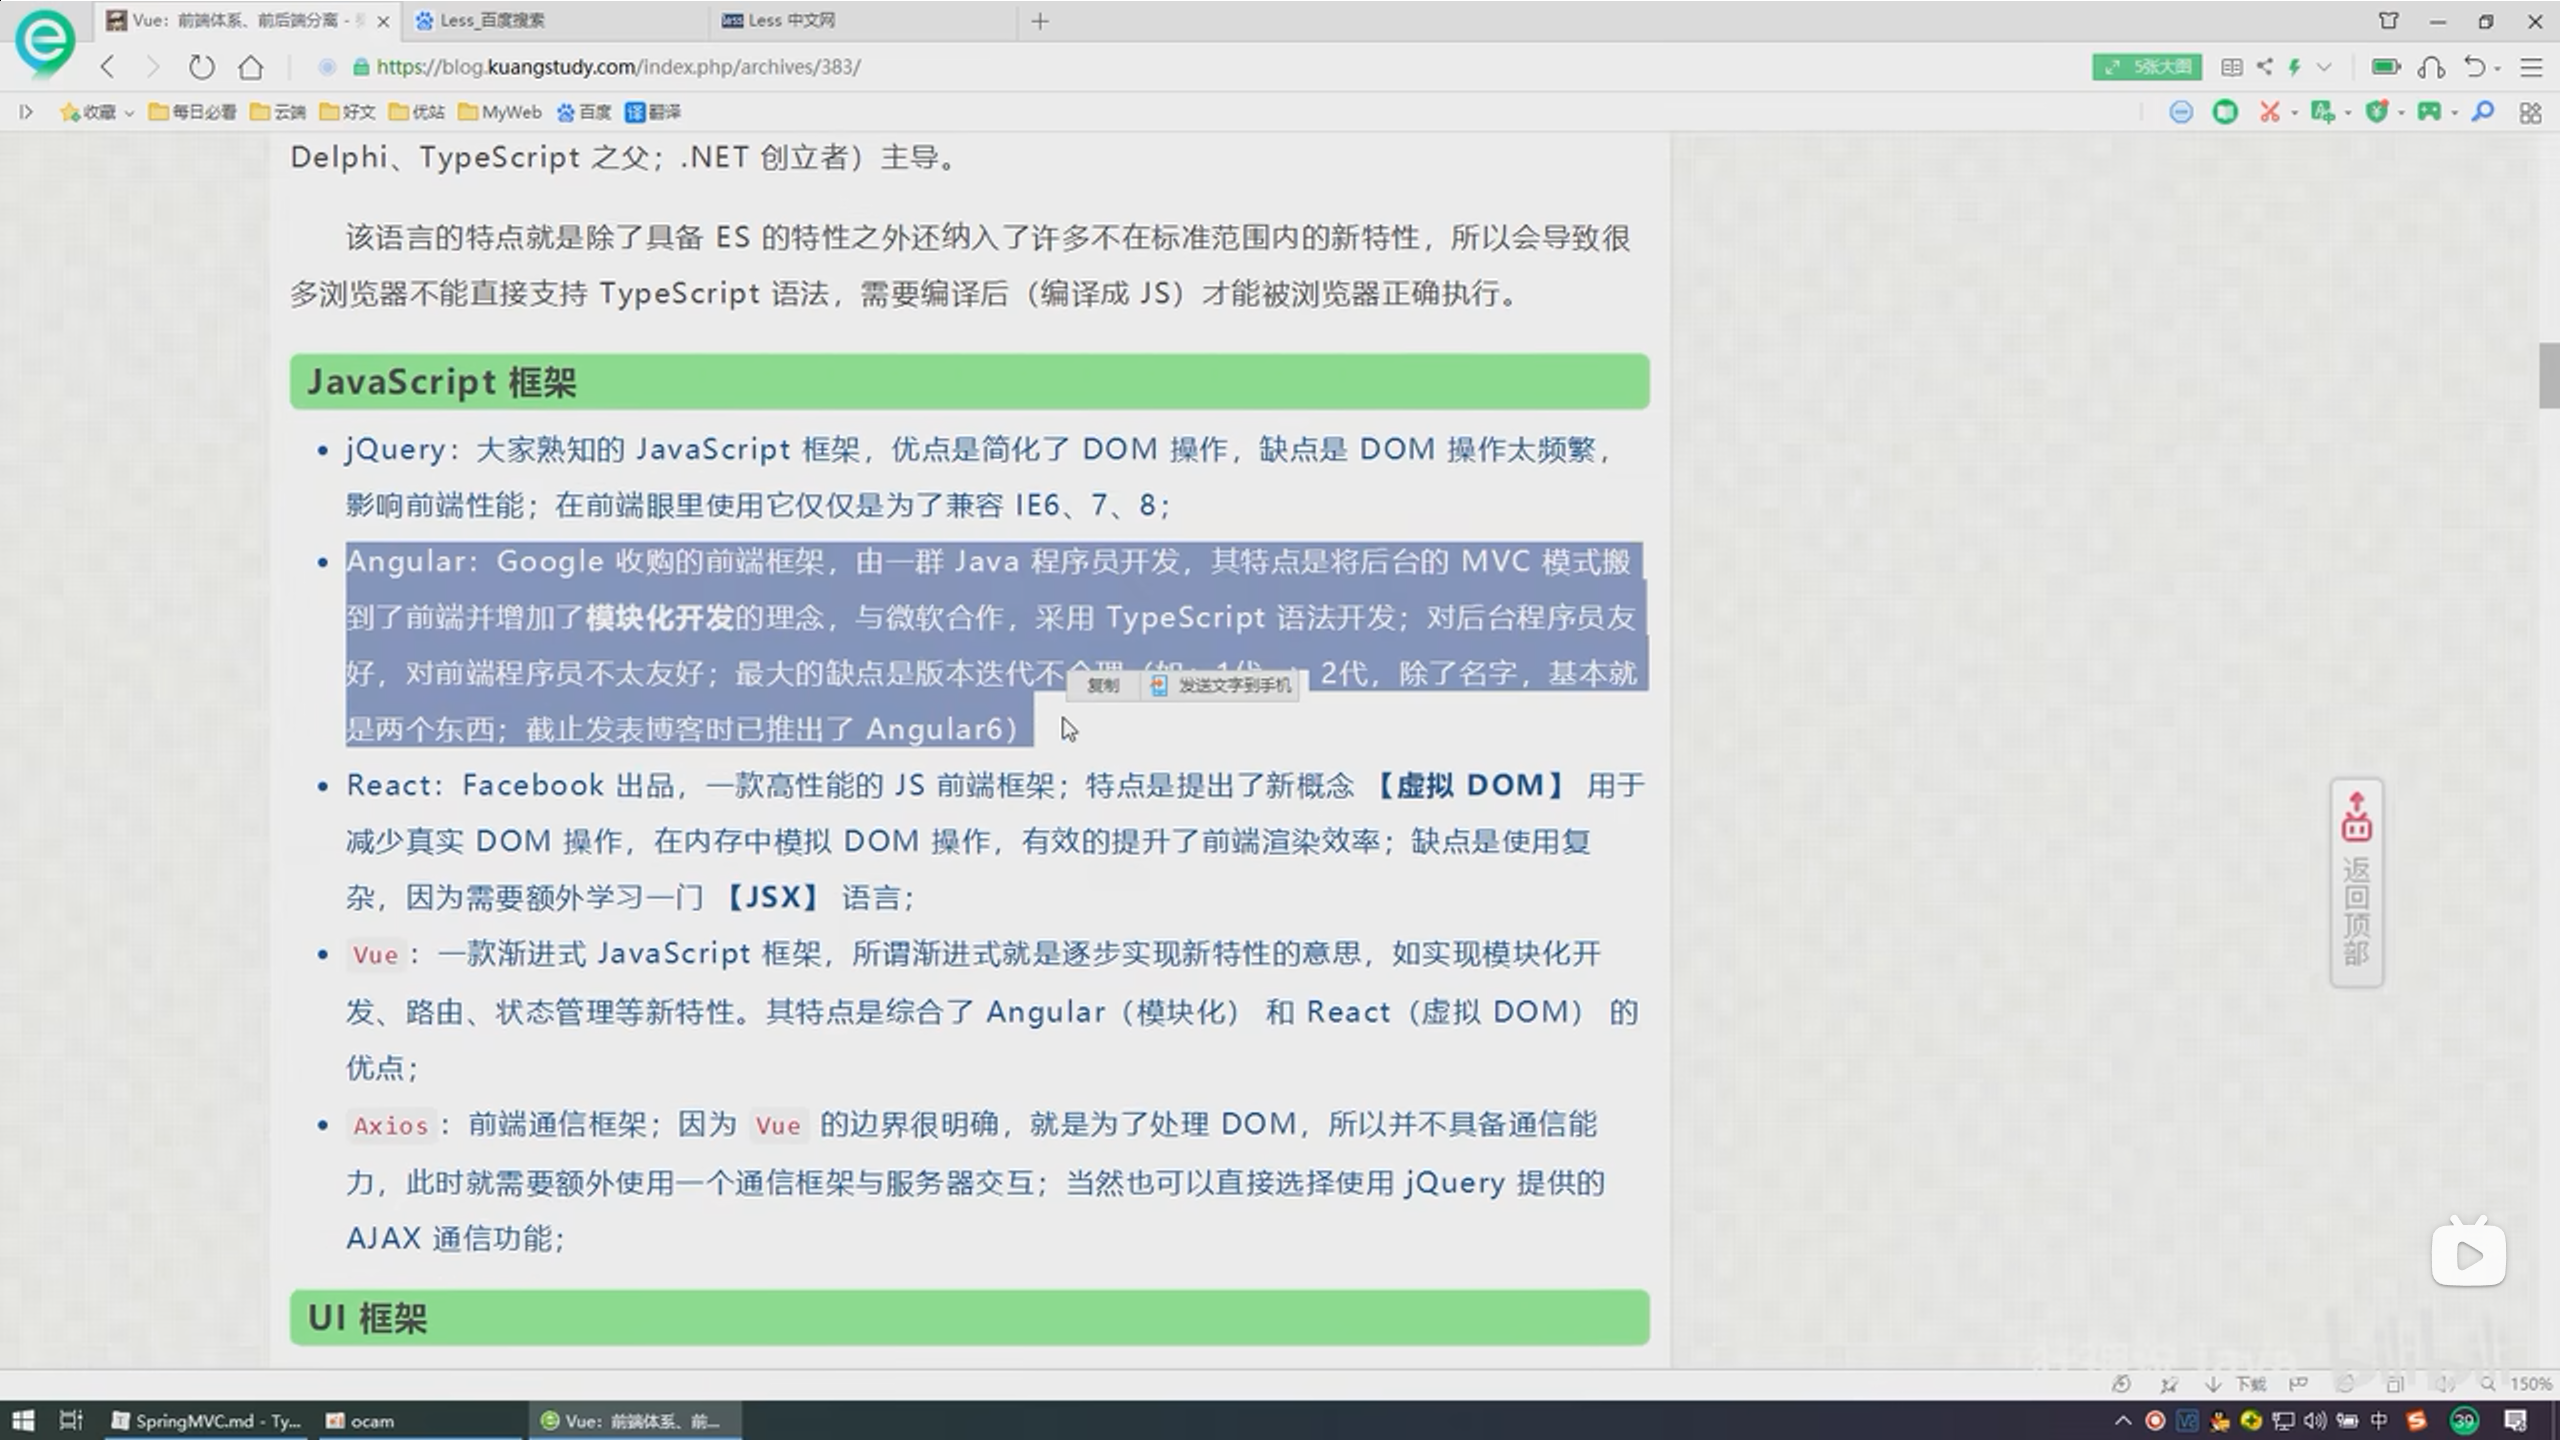 Vue：前端体系、前后端分离 -
Less_百度搜索
Less 中文网
https://blog.kuangstudy.com/index.php/archives/383/
5张大图
收藏
每日必看
云端
好文
优站
MyWeb
百度
译 翻译
Delphi、TypeScript 之父；.NET 创立者）主导。
该语言的特点就是除了具备 ES 的特性之外还纳入了许多不在标准范围内的新特性，所以会导致很
多浏览器不能直接支持 TypeScript 语法，需要编译后（编译成 JS）才能被浏览器正确执行。
JavaScript 框架
• jQuery：大家熟知的 JavaScript 框架，优点是简化了 DOM 操作，缺点是 DOM 操作太频繁，
影响前端性能；在前端眼里使用它仅仅是为了兼容 IE6、7、8；
• Angular：Google 收购的前端框架，由一群 Java 程序员开发，其特点是将后台的 MVC 模式搬
到了前端并增加了模块化开发的理念，与微软合作，采用 TypeScript 语法开发；对后台程序员友
好，对前端程序员不太友好；最大的缺点是版本迭代不 2代，除了名字，基本就
复制 发送文字到手机
是两个东西；截止发表博客时已推出了 Angular6）
• React：Facebook 出品，一款高性能的 JS 前端框架；特点是提出了新概念 【虚拟 DOM】 用于
减少真实 DOM 操作，在内存中模拟 DOM 操作，有效的提升了前端渲染效率；缺点是使用复
杂，因为需要额外学习一门 【JSX】 语言；
• Vue：一款渐进式 JavaScript 框架，所谓渐进式就是逐步实现新特性的意思，如实现模块化开
发、路由、状态管理等新特性。其特点是综合了 Angular（模块化） 和 React（虚拟 DOM） 的
优点；
• Axios：前端通信框架；因为 Vue 的边界很明确，就是为了处理 DOM，所以并不具备通信能
力，此时就需要额外使用一个通信框架与服务器交互；当然也可以直接选择使用 jQuery 提供的
AJAX 通信功能；
UI 框架
返回顶部
bilibili
下载
150%
SpringMVC.md - Ty...
ocam
Vue：前端体系、前...
中
39